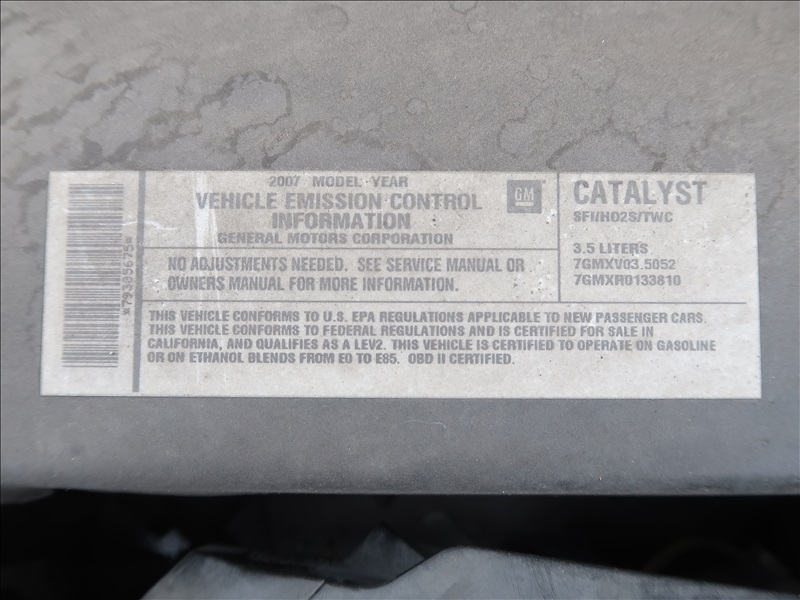 *79385675*
2007 MODEL YEAR
VEHICLE EMISSION CONTROL
INFORMATION
GENERAL MOTORS CORPORATION
GM
NO ADJUSTMENTS NEEDED. SEE SERVICE MANUAL OR
OWNERS MANUAL FOR MORE INFORMATION.
CATALYST
SFI/HO2S/TWC
3.5 LITERS
7GMXV03.5052
7GMXR0133810
THIS VEHICLE CONFORMS TO U.S. EPA REGULATIONS APPLICABLE TO NEW PASSENGER CARS.
THIS VEHICLE CONFORMS TO FEDERAL REGULATIONS AND IS CERTIFIED FOR SALE IN
CALIFORNIA, AND QUALIFIES AS A LEV2. THIS VEHICLE IS CERTIFIED TO OPERATE ON GASOLINE
OR ON ETHANOL BLENDS FROM E0 TO E85. OBD II CERTIFIED.